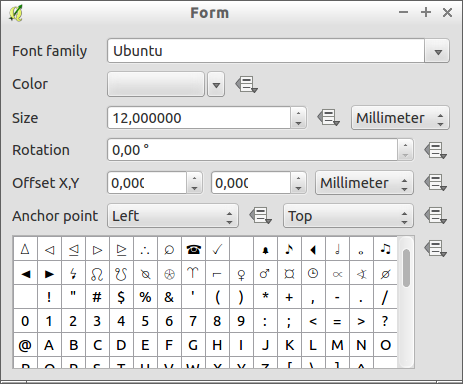 Form
Font family Ubuntu
Color
Size 12,000000 Millimeter
Rotation 0,00 °
Offset X,Y 0,000 0,000 Millimeter
Anchor point Left Top
! " # $ % & ' ( ) * + , - . /
0 1 2 3 4 5 6 7 8 9 : ; < = > ?
@ A B C D E F G H I J K L M N O
P Q R S T U V W X Y Z [ \ ] ^